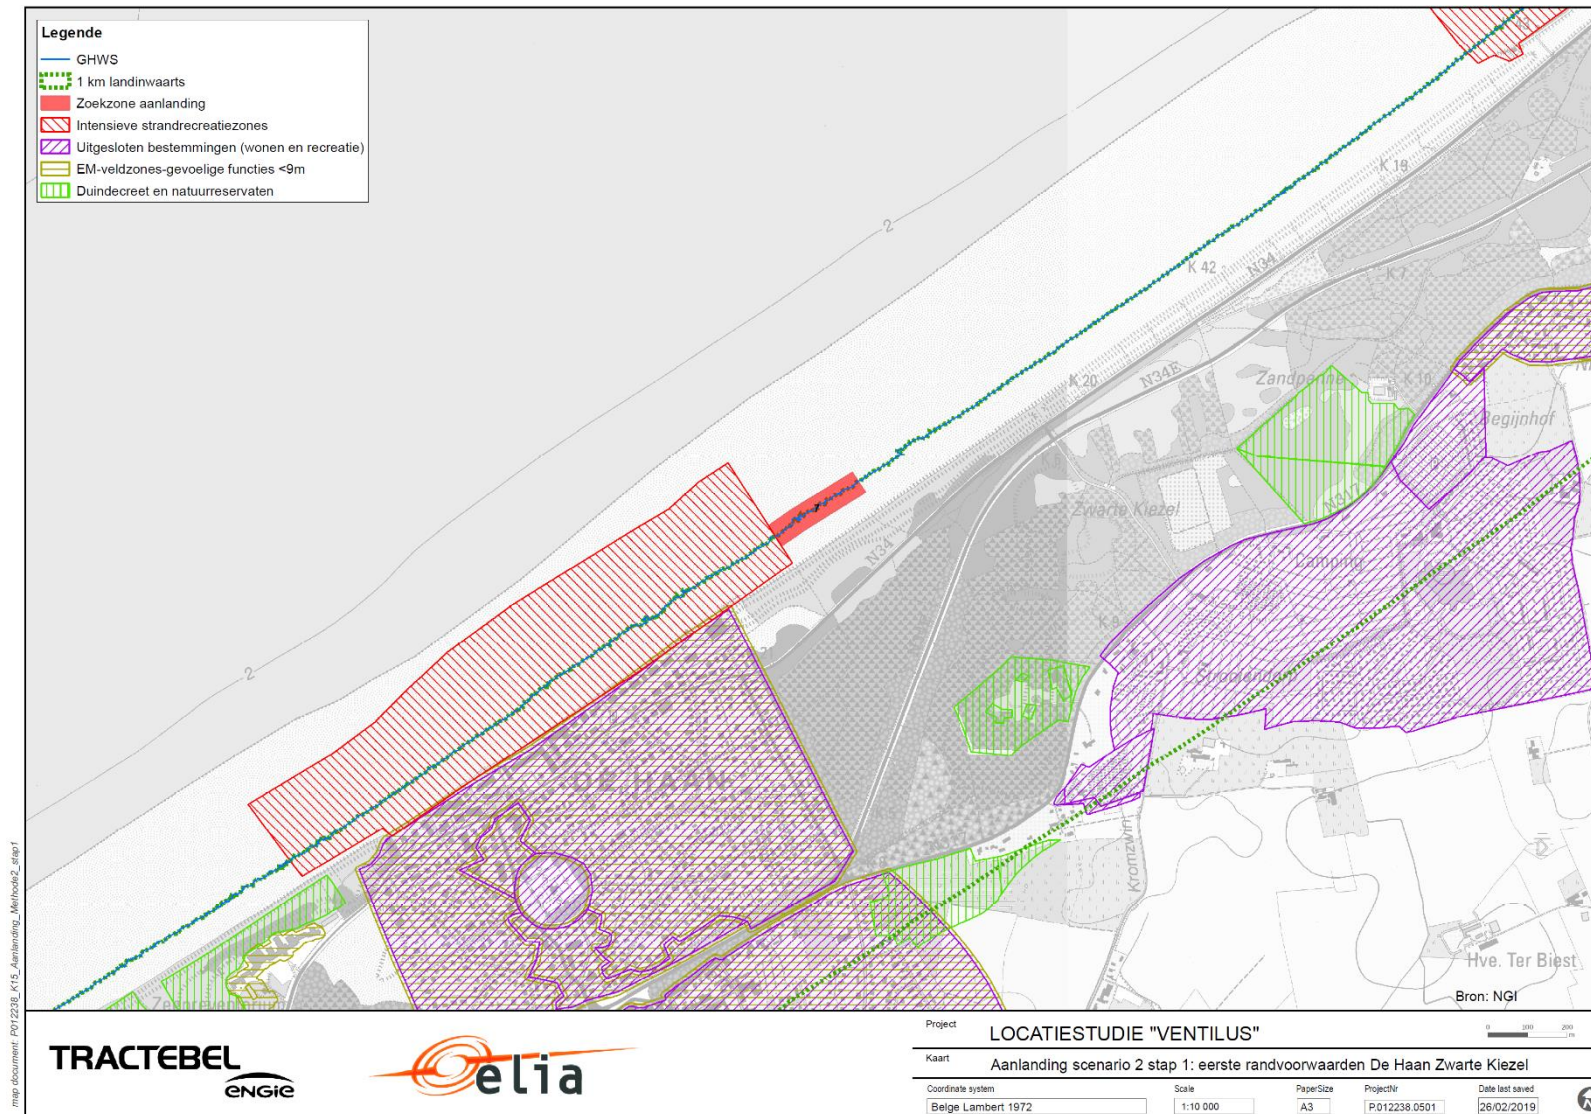 Legende
GHWS
1 km landinwaarts
Zoekzone aanlanding
Intensieve strandrecreatiezones
Uitgesloten bestemmingen (wonen en recreatie)
EM-veldzones-gevoelige functies <9m
Duindecreet en natuurreservaten
K 19
2
K 42
N34
K 7
K 20
N34E
Zandpanne
K 10
Begijnhof
7
N34
Zwarte Kiezel
N317
Camping
K 9
2
DE HAAN
Kromzwin
Hve. Ter Biest
Bron: NGI
map document: P012238_K15_Aanlanding_Methode2_stap1
TRACTEBEL
ENGIE
elia
Project
LOCATIESTUDIE "VENTILUS"
0 100 200
m
Kaart
Aanlanding scenario 2 stap 1: eerste randvoorwaarden De Haan Zwarte Kiezel
Coordinate system
Scale
PaperSize
ProjectNr
Date last saved
Belge Lambert 1972
1:10 000
A3
P.012238.0501
26/02/2019